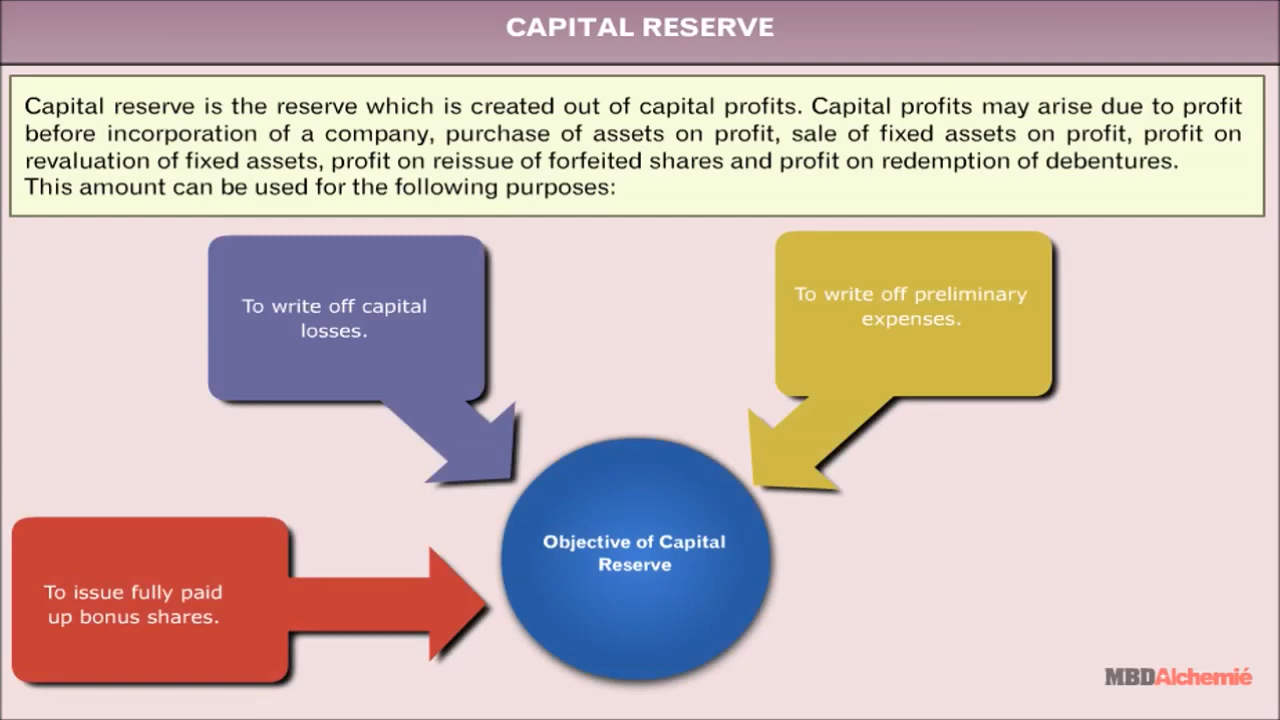 CAPITAL RESERVE
Capital reserve is the reserve which is created out of capital profits. Capital profits may arise due to profit
before incorporation of a company, purchase of assets on profit, sale of fixed assets on profit, profit on
revaluation of fixed assets, profit on reissue of forfeited shares and profit on redemption of debentures.
This amount can be used for the following purposes:
To write off capital
losses.
To write off preliminary
expenses.
Objective of Capital
Reserve
To issue fully paid
up bonus shares.
MBDAlchemié